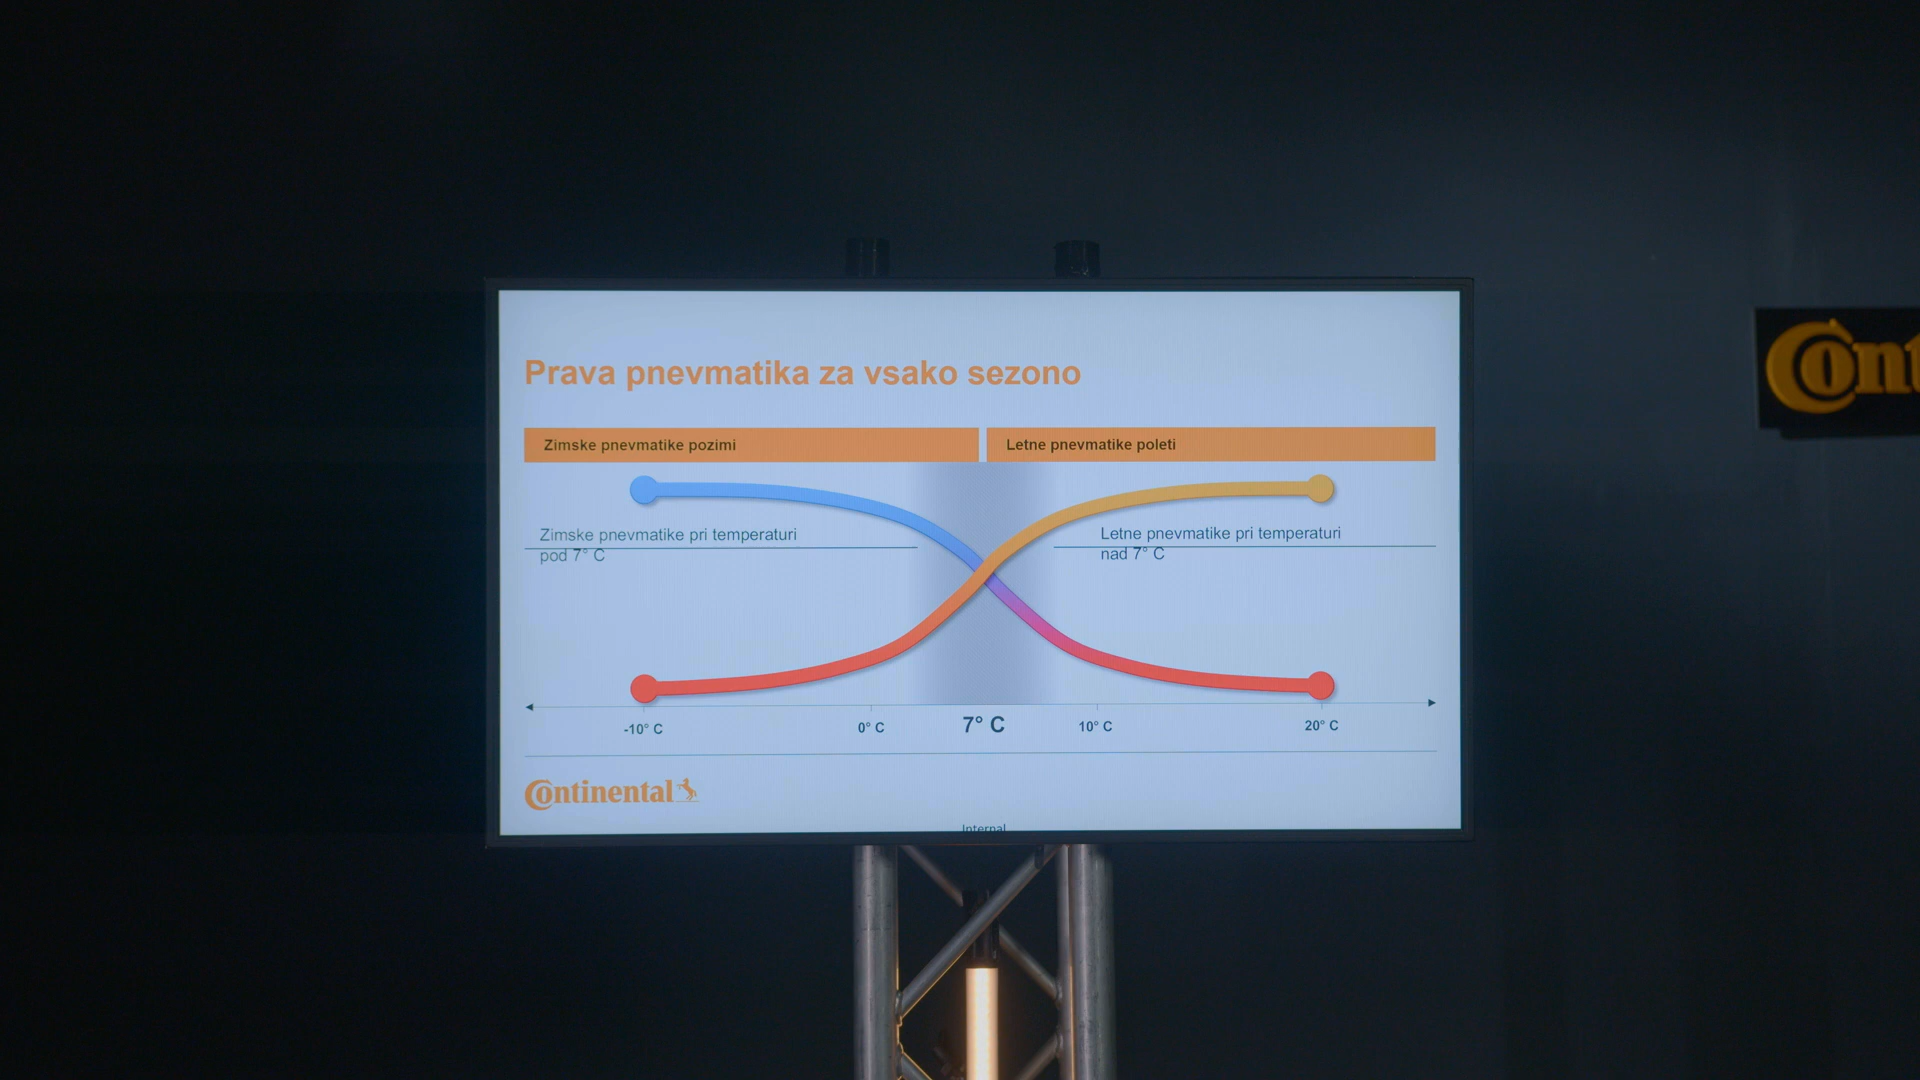 Prava pnevmatika za vsako sezono
Zimske pnevmatike pozimi
Letne pnevmatike poleti
Zimske pnevmatike pri temperaturi
pod 7° C
Letne pnevmatike pri temperaturi
nad 7° C
-10° C
0° C
7° C
10° C
20° C
Continental
Internal
Cont